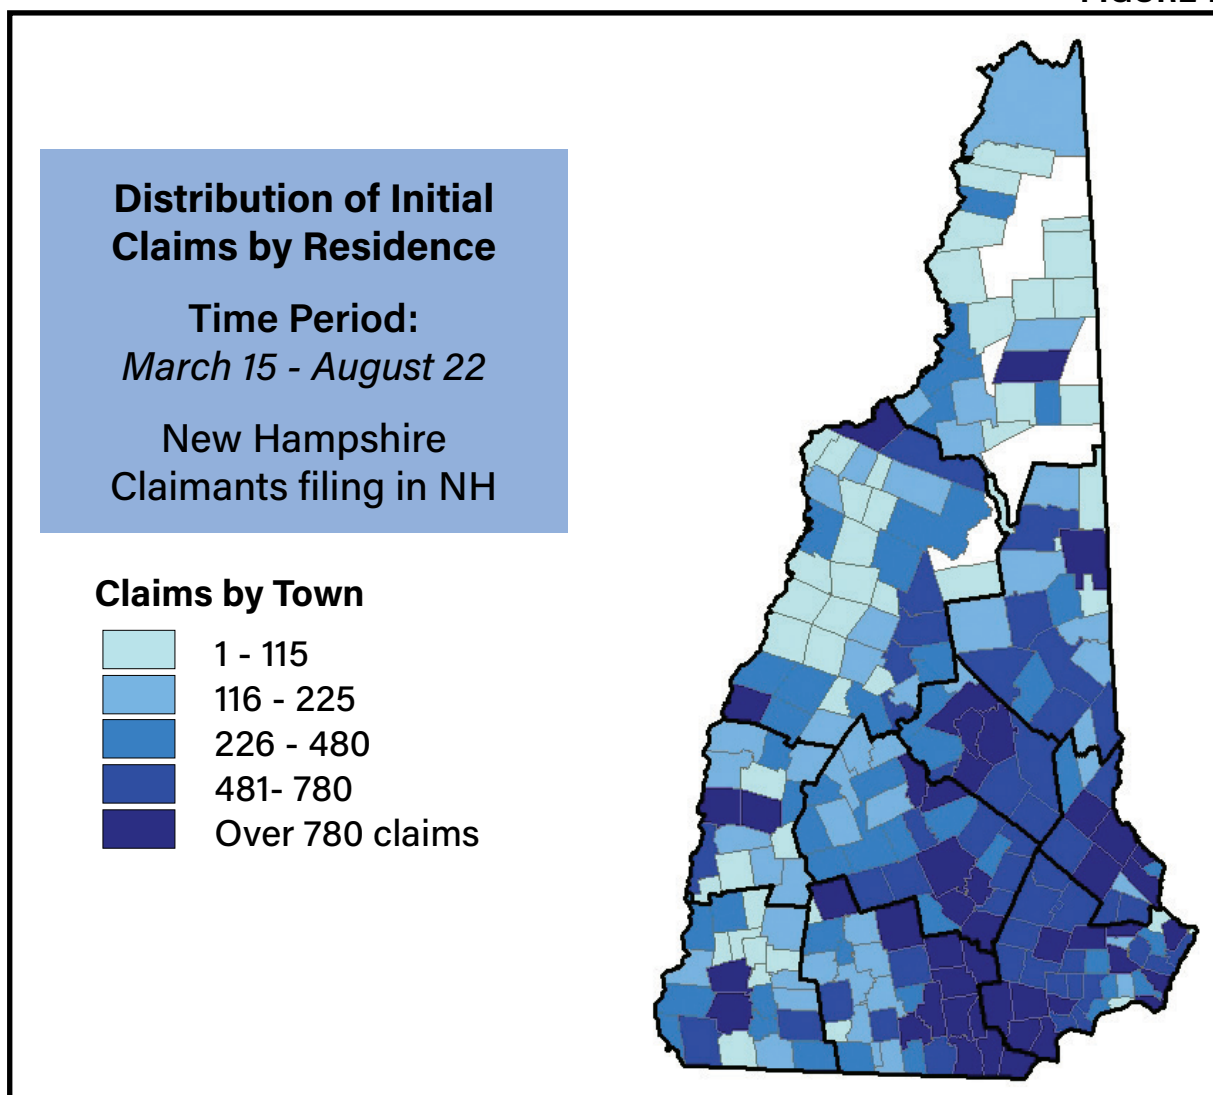 Distribution of Initial
Claims by Residence
Time Period:
March 15 - August 22
New Hampshire
Claimants filing in NH
Claims by Town
1 - 115
116 - 225
226 - 480
481- 780
Over 780 claims